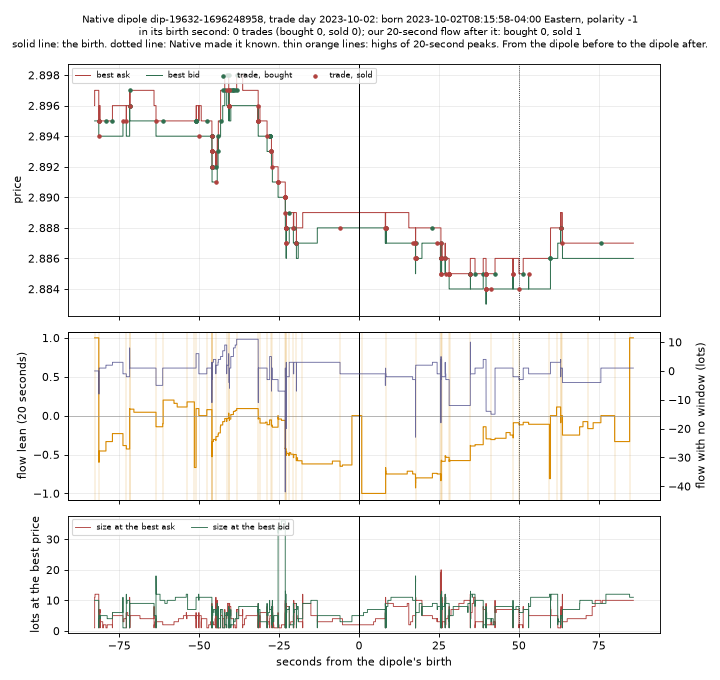 Native dipole dip-19632-1696248958, trade day 2023-10-02: born 2023-10-02T08:15:58-04:00 Eastern, polarity -1
in its birth second: 0 trades (bought 0, sold 0); our 20-second flow after it: bought 0, sold 1
solid line: the birth. dotted line: Native made it known. thin orange lines: highs of 20-second peaks. From the dipole before to the dipole after.
best ask best bid trade, bought trade, sold
2.898
2.896
2.894
2.892
2.890
2.888
2.886
2.884
price
1.0
0.5
0.0
−0.5
−1.0
flow lean (20 seconds)
10
0
−10
−20
−30
−40
flow with no window (lots)
size at the best ask size at the best bid
30
20
10
0
lots at the best price
−75 −50 −25 0 25 50 75
seconds from the dipole's birth